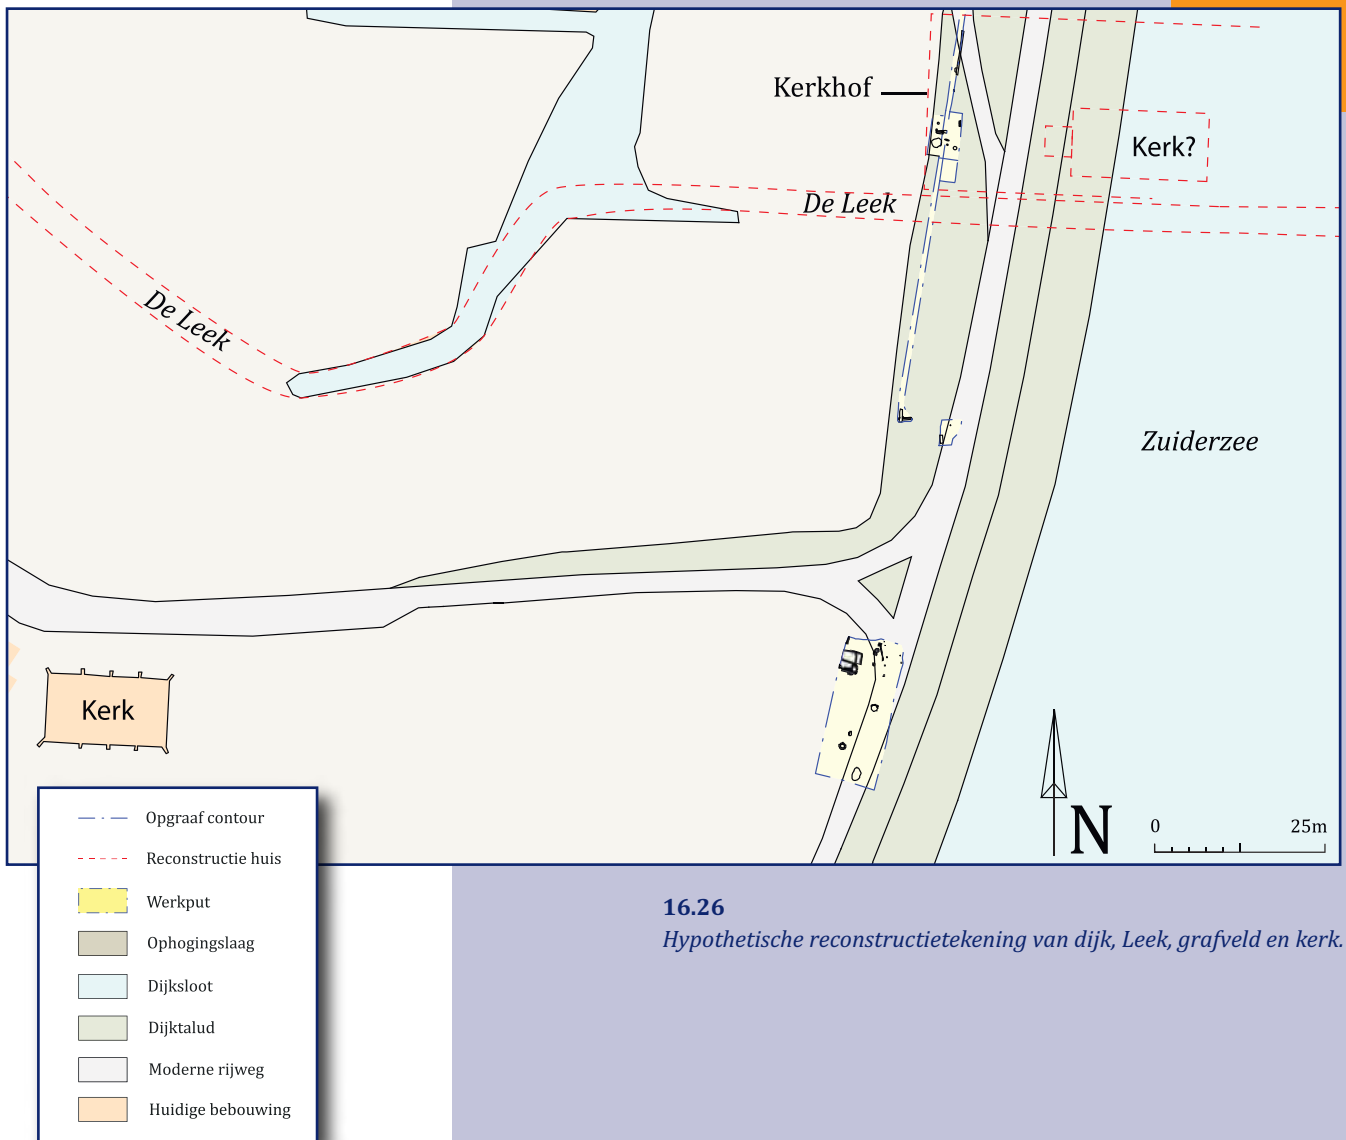 Kerkhof
Kerk?
De Leek
De Leek
Zuiderzee
Kerk
N
0 25m
Opgraaf contour
Reconstructie huis
Werkput
Ophogingslaag
Dijksloot
Dijktalud
Moderne rijweg
Huidige bebouwing
16.26
Hypothetische reconstructietekening van dijk, Leek, grafveld en kerk.